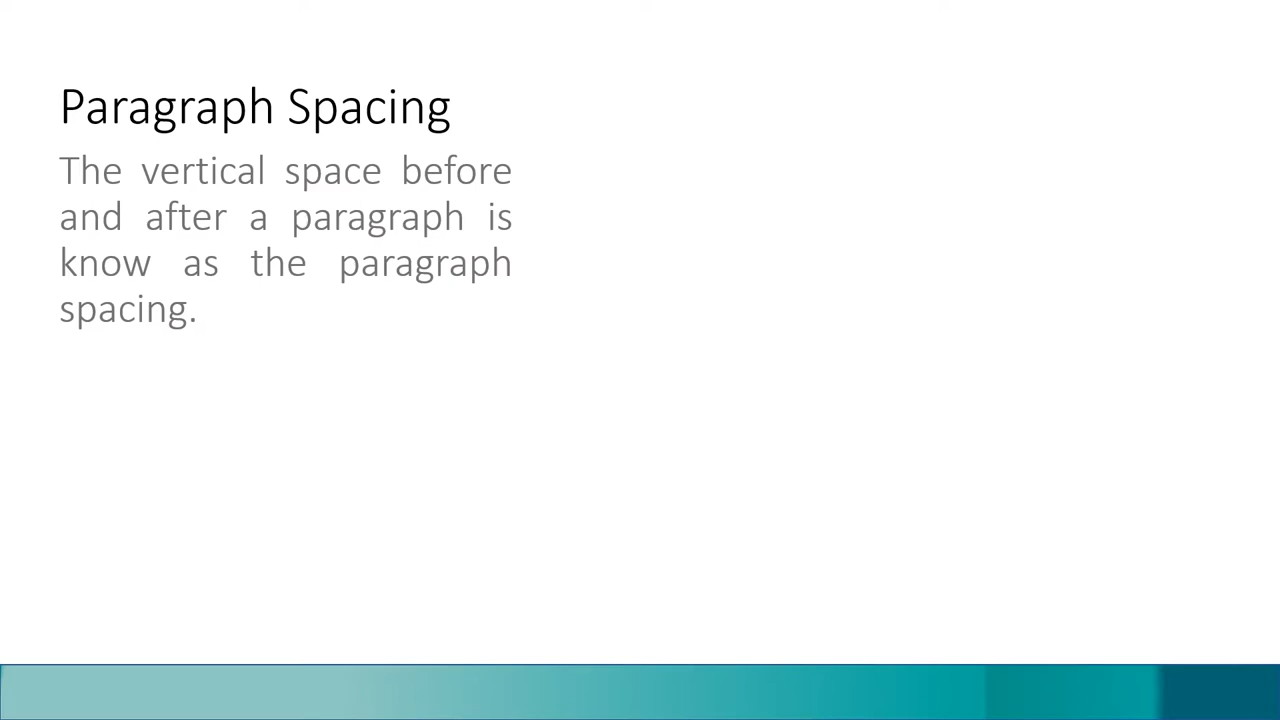 Paragraph Spacing
The vertical space before
and after a paragraph is
know as the paragraph
spacing.